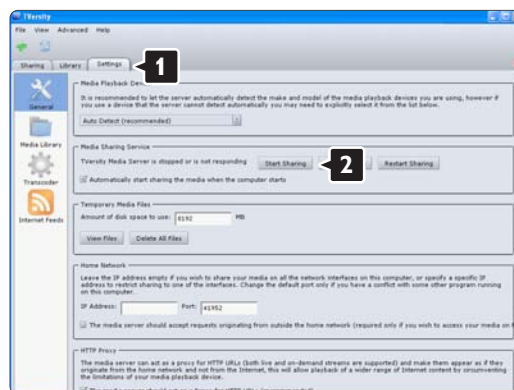 TVersity
File View Advanced Help
Sharing Library Settings
1
General
Media Library
Transcoder
Internet Feeds
Media Playback
It is recommended to let the server automatically detect the make and model of the media playback devices you are using, however if
you use a device that the server cannot detect automatically you may need to explicitly select it from the list below.
Auto Detect (recommended)
Media Sharing Service
TVersity Media Server is stopped or is not responding Start Sharing 2 Restart Sharing
Automatically start sharing the media when the computer starts
Temporary Media Files
Amount of disk space to use: 8192 MB
View Files Delete All Files
Home Network
Leave the IP address empty if you wish to share your media on all the network interfaces on this computer, or specify a specific IP
address to restrict sharing to one of the interfaces. Change the default port only if you have a conflict with some other program running
on this computer.
IP Address: Port: 41952
The media server should accept requests originating from outside the home network (required only if you wish to access your media on
HTTP Proxy
The media server can act as a proxy for HTTP URLs (both live and on-demand streams are supported) and make them appear as if they
originate from the home network and not from the Internet, this will allow playback of a wider range of Internet content by circumventing
the limitations of your media playback device.